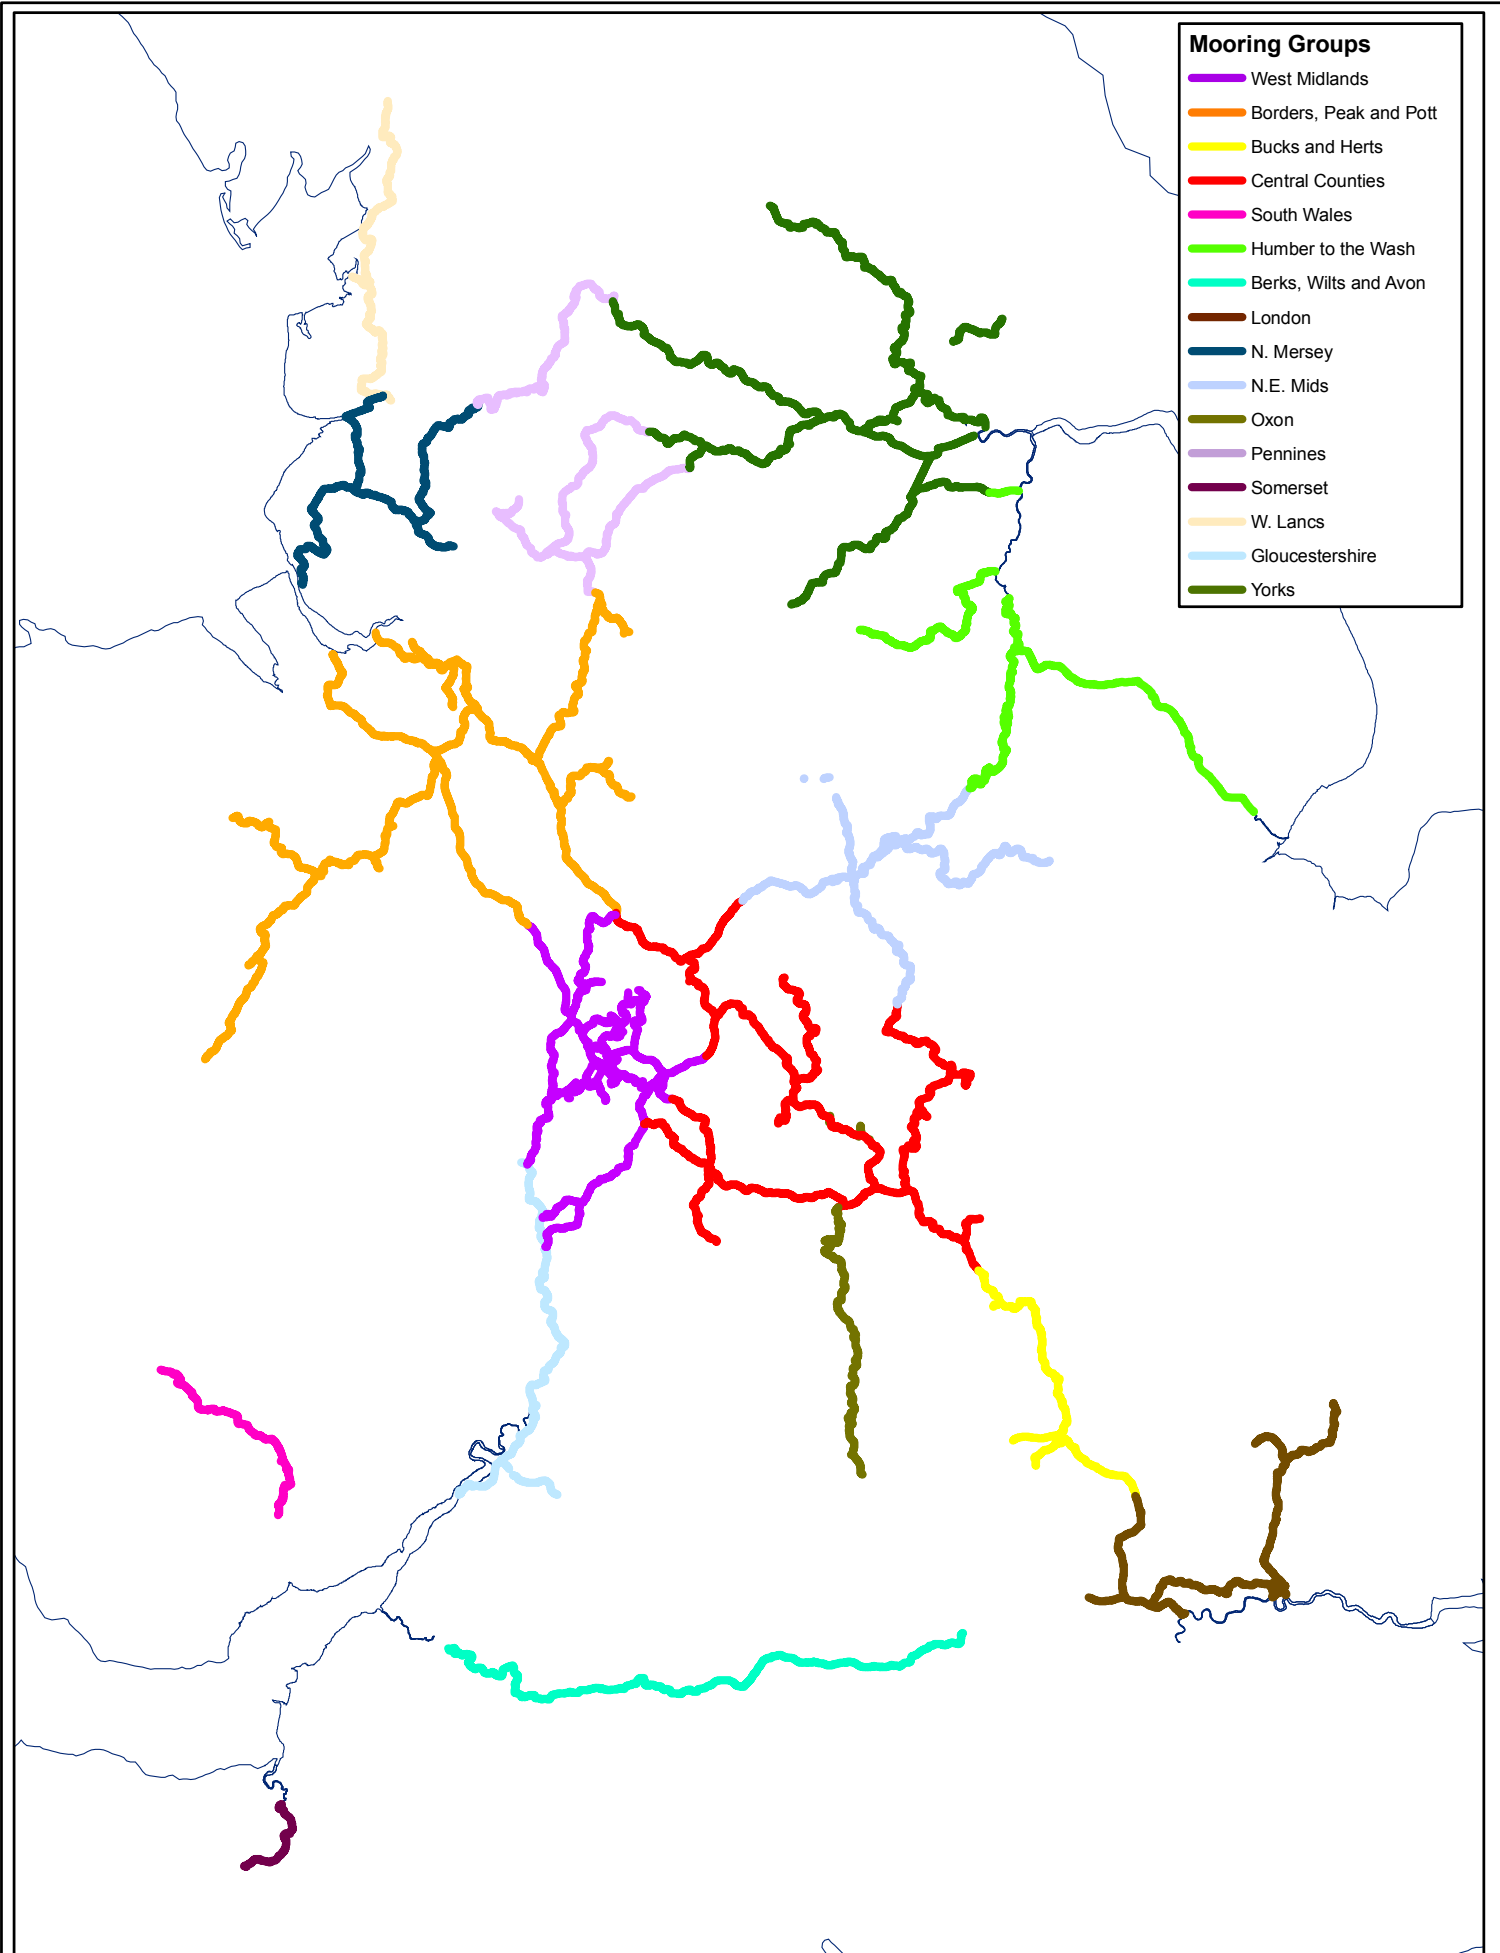 Mooring Groups
West Midlands
Borders, Peak and Pott
Bucks and Herts
Central Counties
South Wales
Humber to the Wash
Berks, Wilts and Avon
London
N. Mersey
N.E. Mids
Oxon
Pennines
Somerset
W. Lancs
Gloucestershire
Yorks